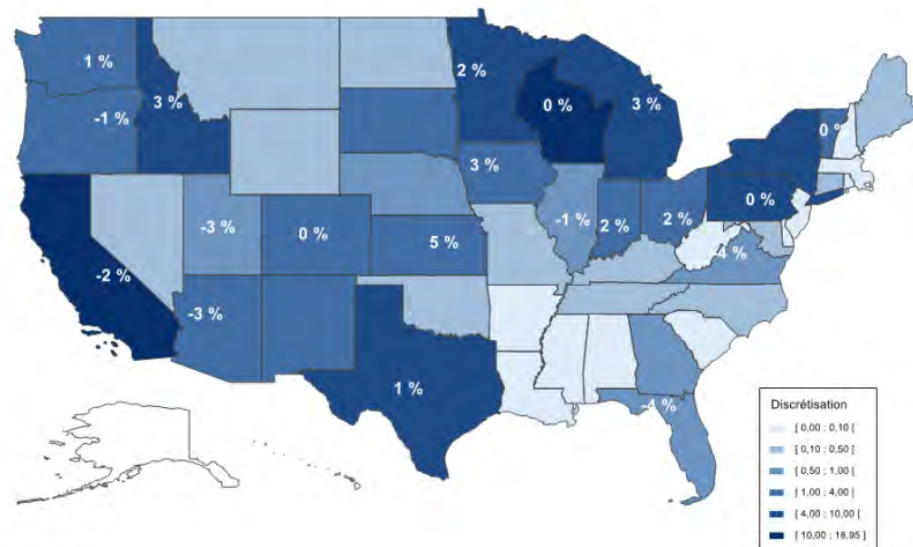 1 %
-1 %
3 %
2 %
0 %
3 %
0 %
3 %
0 %
-3 %
0 %
5 %
-1 %
2 %
2 %
-4 %
-2 %
-3 %
1 %
-4 %
Discrétisation
[ 0,00 : 0,10 [
[ 0,10 : 0,50 [
[ 0,50 : 1,00 [
[ 1,00 : 4,00 [
[ 4,00 : 10,00 [
[ 10,00 : 16,95 [